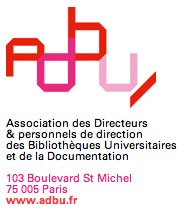 adbu
Association des Directeurs
& personnels de direction
des Bibliothèques Universitaires
et de la Documentation
103 Boulevard St Michel
75 005 Paris
www.adbu.fr